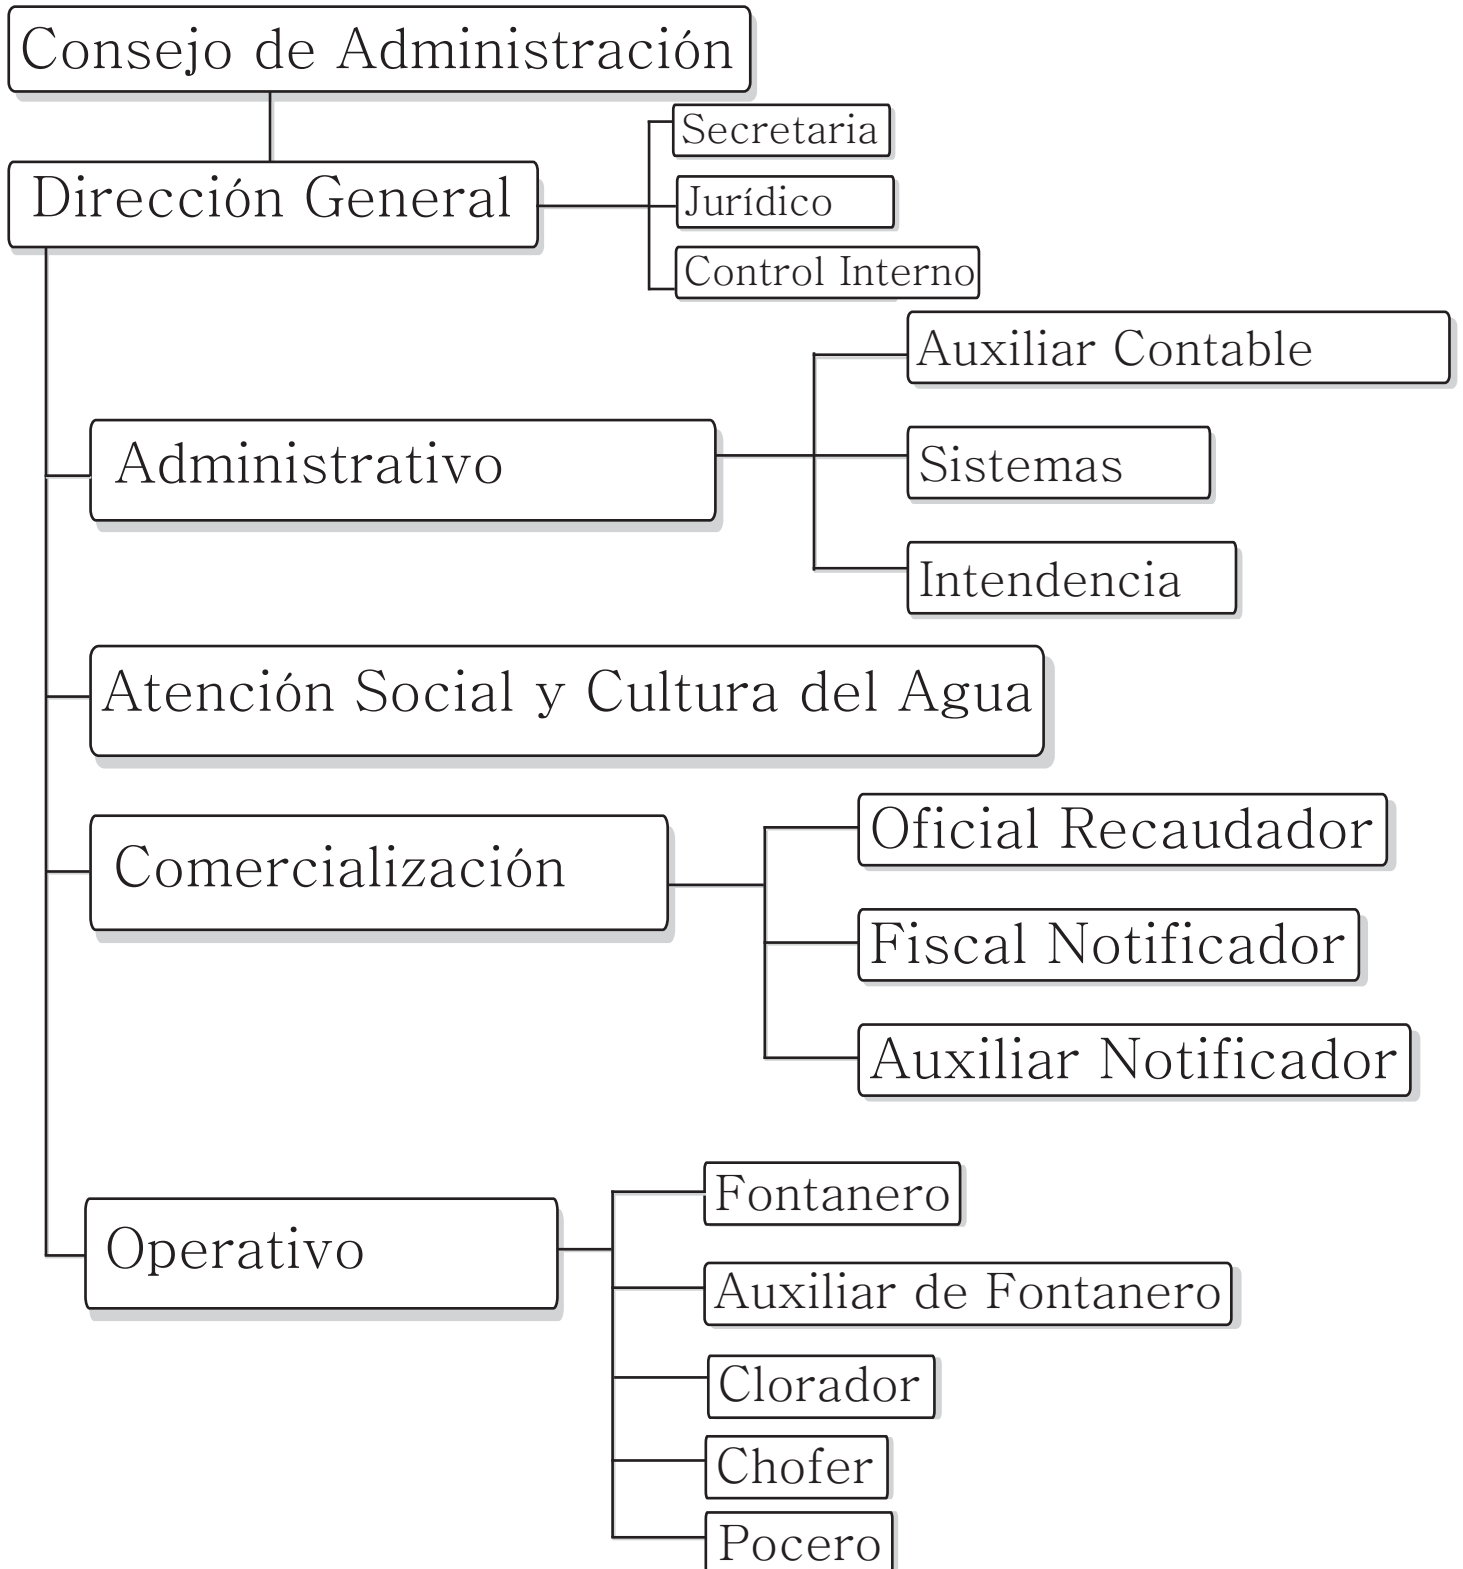 Consejo de Administración
Dirección General
Secretaria
Jurídico
Control Interno
Administrativo
Auxiliar Contable
Sistemas
Intendencia
Atención Social y Cultura del Agua
Comercialización
Oficial Recaudador
Fiscal Notificador
Auxiliar Notificador
Operativo
Fontanero
Auxiliar de Fontanero
Clorador
Chofer
Pocero